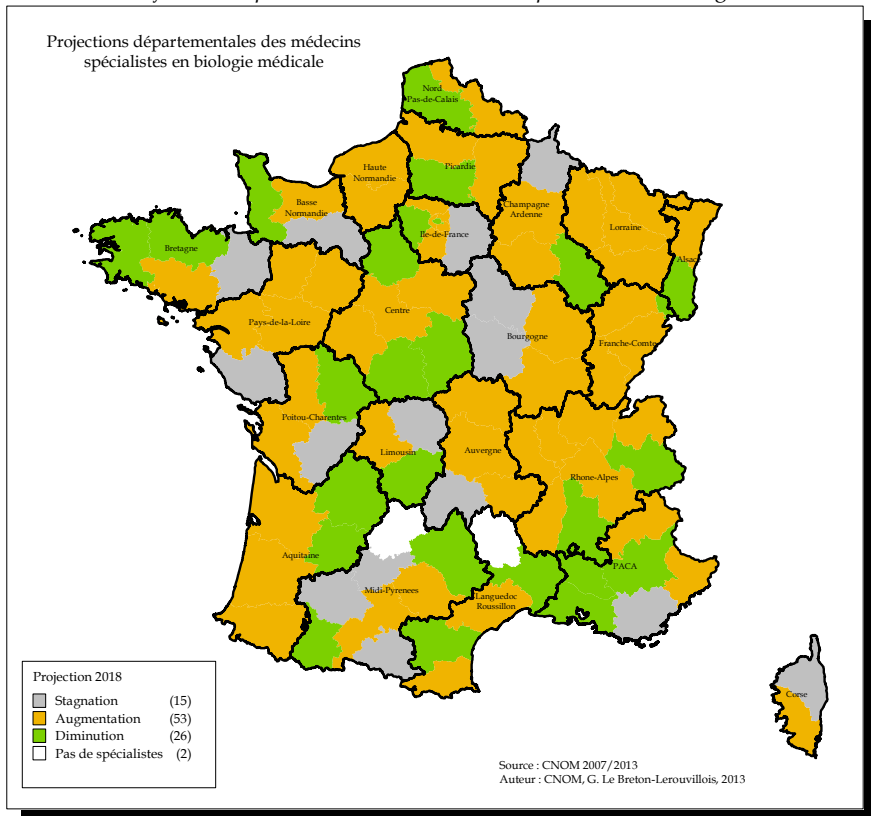 Projections départementales des médecins
spécialistes en biologie médicale
Nord
Pas-de-Calais
Picardie
Haute
Normandie
Basse
Normandie
Ile-de-France
Champagne
Ardenne
Lorraine
Alsace
Bretagne
Pays-de-la-Loire
Centre
Bourgogne
Franche-Comte
Poitou-Charentes
Limousin
Auvergne
Rhone-Alpes
Aquitaine
Midi-Pyrenees
Languedoc
Roussillon
PACA
Corse
Projection 2018
Stagnation (15)
Augmentation (53)
Diminution (26)
Pas de spécialistes (2)
Source : CNOM 2007/2013
Auteur : CNOM, G. Le Breton-Lerouvillois, 2013